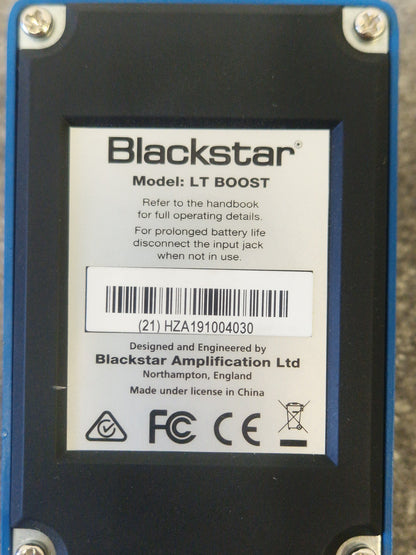 Blackstar®
Model: LT BOOST
Refer to the handbook
for full operating details.
For prolonged battery life
disconnect the input jack
when not in use.
(21) HZA191004030
Designed and Engineered by
Blackstar Amplification Ltd
Northampton, England
Made under license in China
FC CE